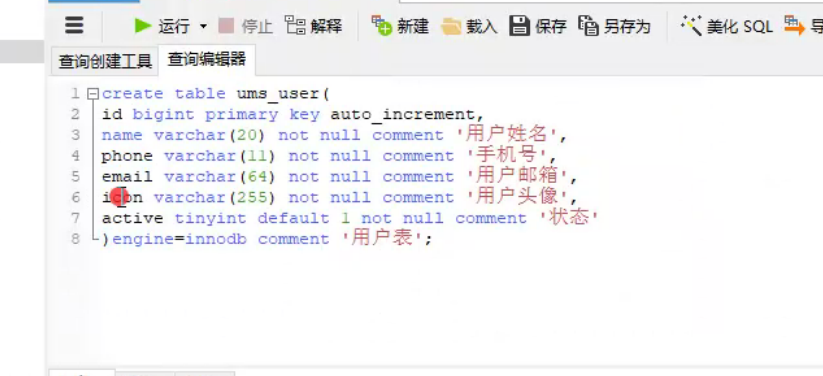 运行 停止 解释 新建 载入 保存 另存为 美化 SQL
查询创建工具 查询编辑器
1 create table ums_user(
2 id bigint primary key auto_increment,
3 name varchar(20) not null comment '用户姓名',
4 phone varchar(11) not null comment '手机号',
5 email varchar(64) not null comment '用户邮箱',
6 icon varchar(255) not null comment '用户头像',
7 active tinyint default 1 not null comment '状态'
8 )engine=innodb comment '用户表';